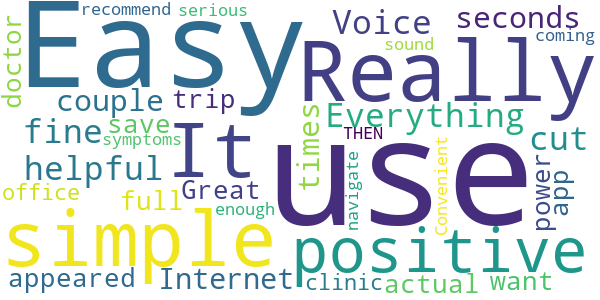 recommend serious
Easy
Voice seconds
coming
doctor
Really
sound
couple trip
It
use
times
Everything
THEN
fine save
symptoms
cut
helpful
Great
navigate
Convenient
power
app
office full
enough
simple
positive
appeared Internet clinic actual want